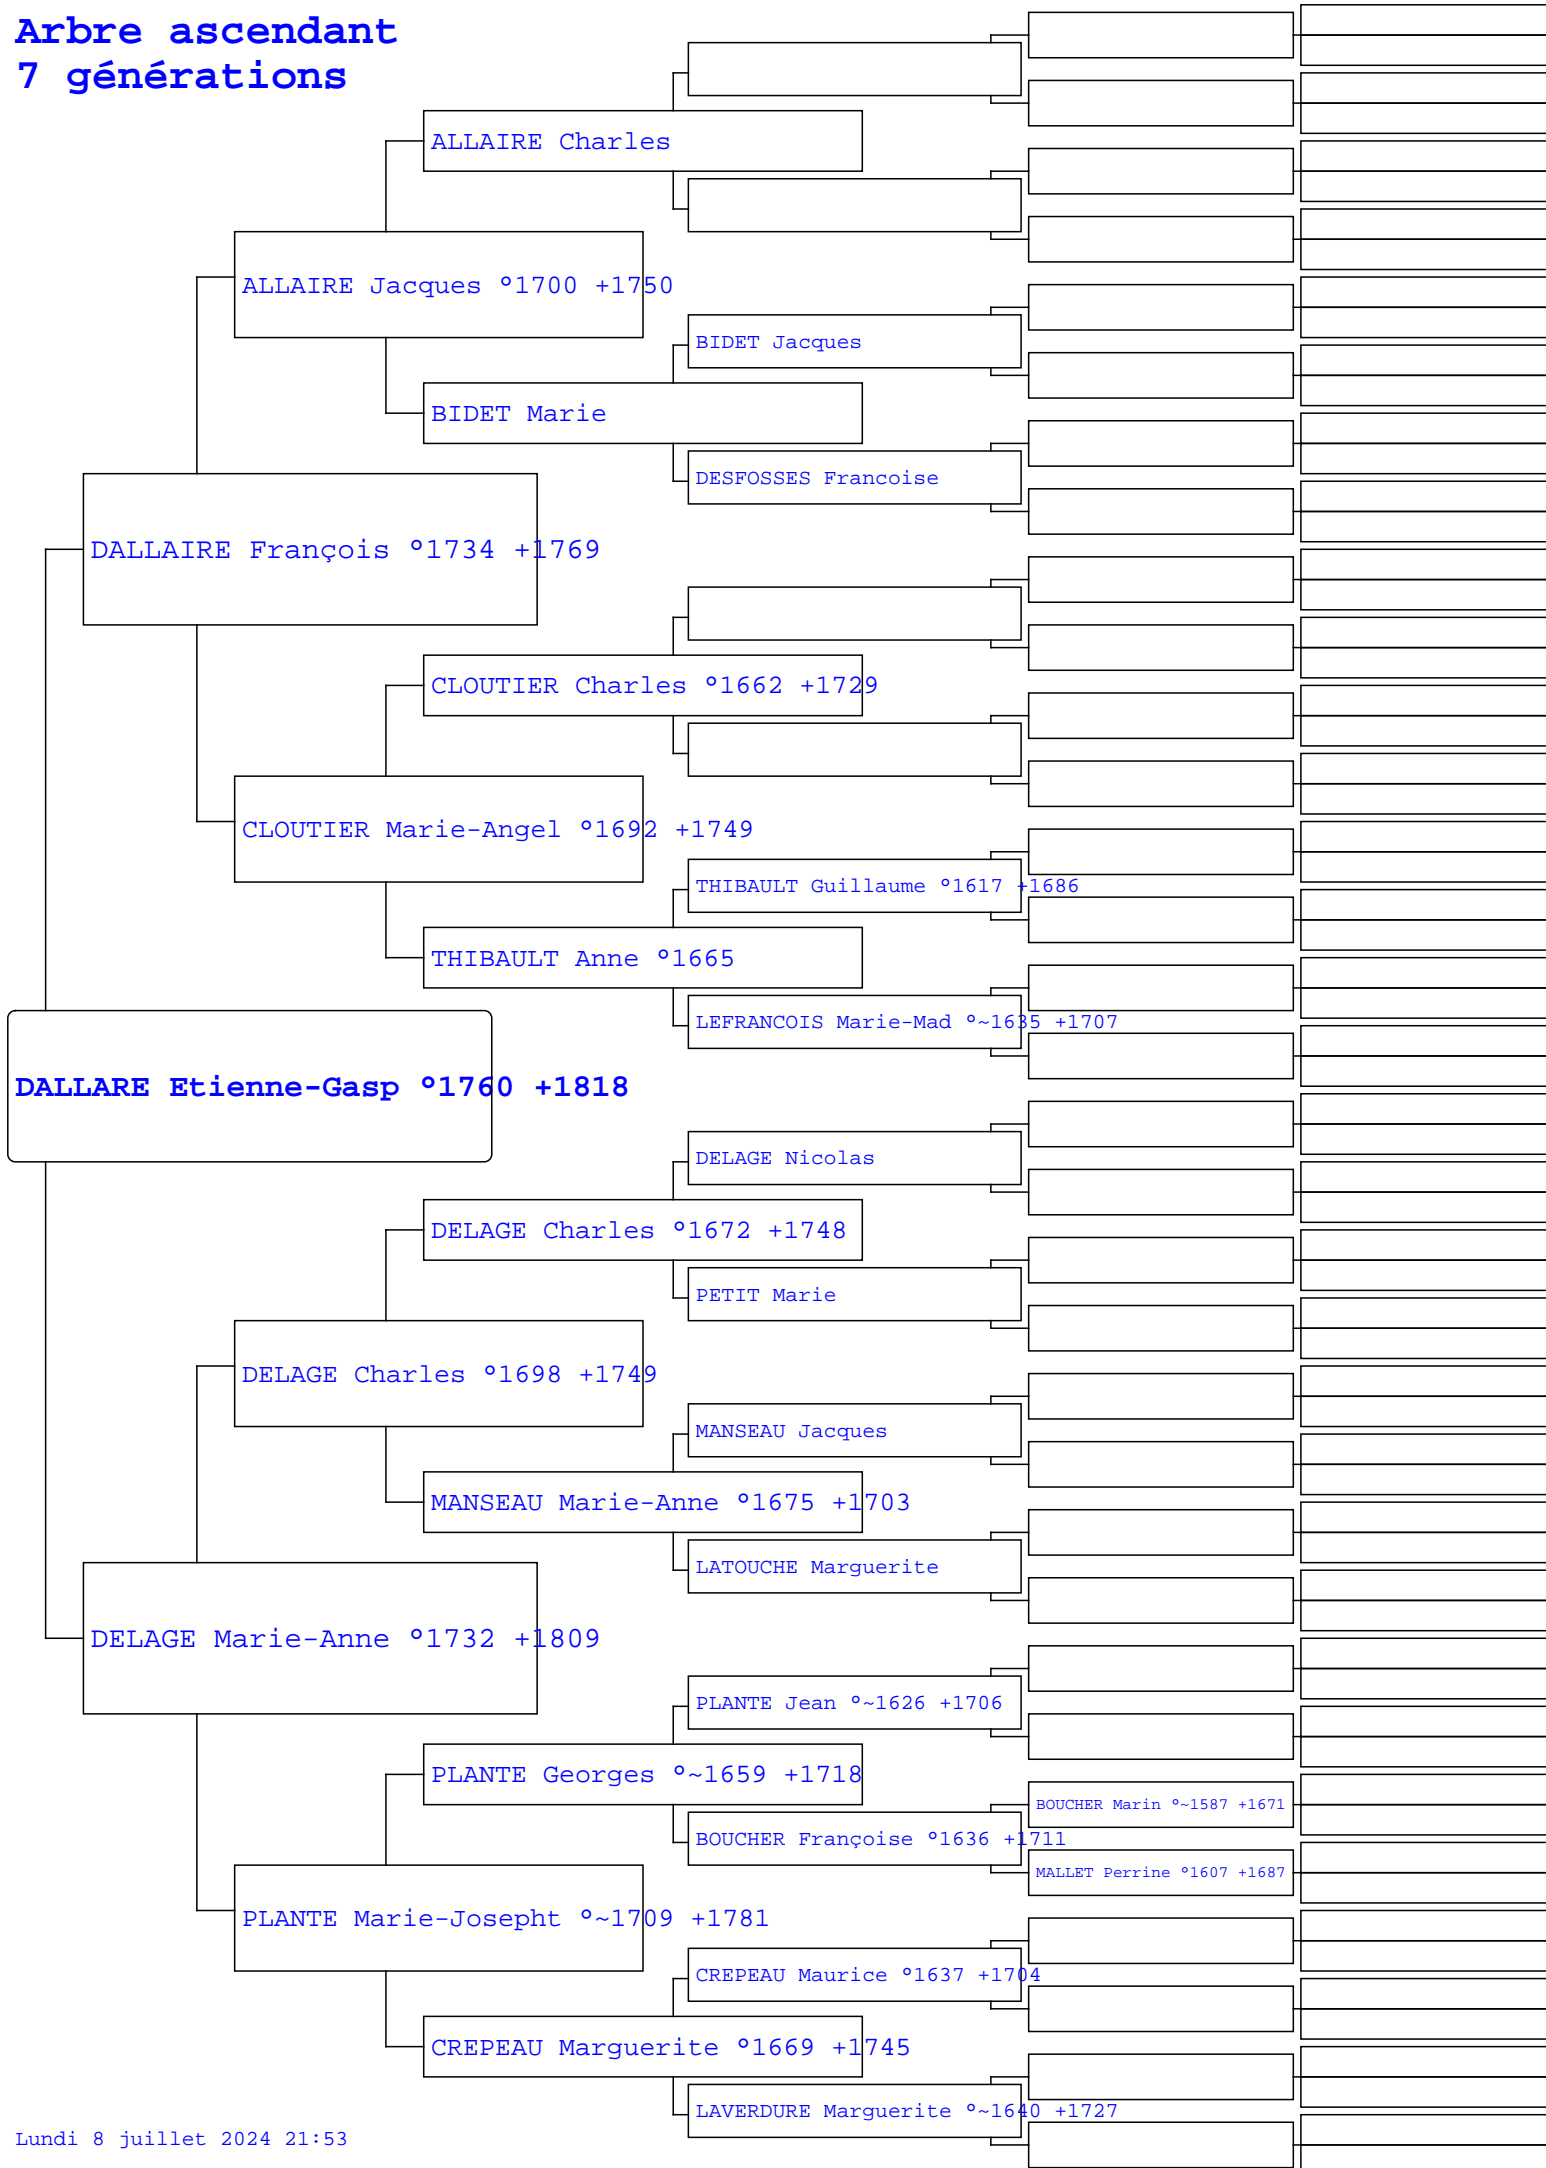 Arbre ascendant
7 générations
ALLAIRE Charles
ALLAIRE Jacques °1700 +1750
BIDET Jacques
BIDET Marie
DESFOSSES Francoise
DALLAIRE François °1734 +1769
CLOUTIER Charles °1662 +1729
CLOUTIER Marie-Angel °1692 +1749
THIBAULT Guillaume °1617 +1686
THIBAULT Anne °1665
LEFRANCOIS Marie-Mad °~1635 +1707
DALLARE Etienne-Gasp °1760 +1818
DELAGE Nicolas
DELAGE Charles °1672 +1748
PETIT Marie
DELAGE Charles °1698 +1749
MANSEAU Jacques
MANSEAU Marie-Anne °1675 +1703
LATOUCHE Marguerite
DELAGE Marie-Anne °1732 +1809
PLANTE Jean °~1626 +1706
PLANTE Georges °~1659 +1718
BOUCHER Marin °~1587 +1671
BOUCHER Françoise °1636 +1711
MALLET Perrine °1607 +1687
PLANTE Marie-Josepht °~1709 +1781
CREPEAU Maurice °1637 +1704
CREPEAU Marguerite °1669 +1745
LAVERDURE Marguerite °~1640 +1727
Lundi 8 juillet 2024 21:53